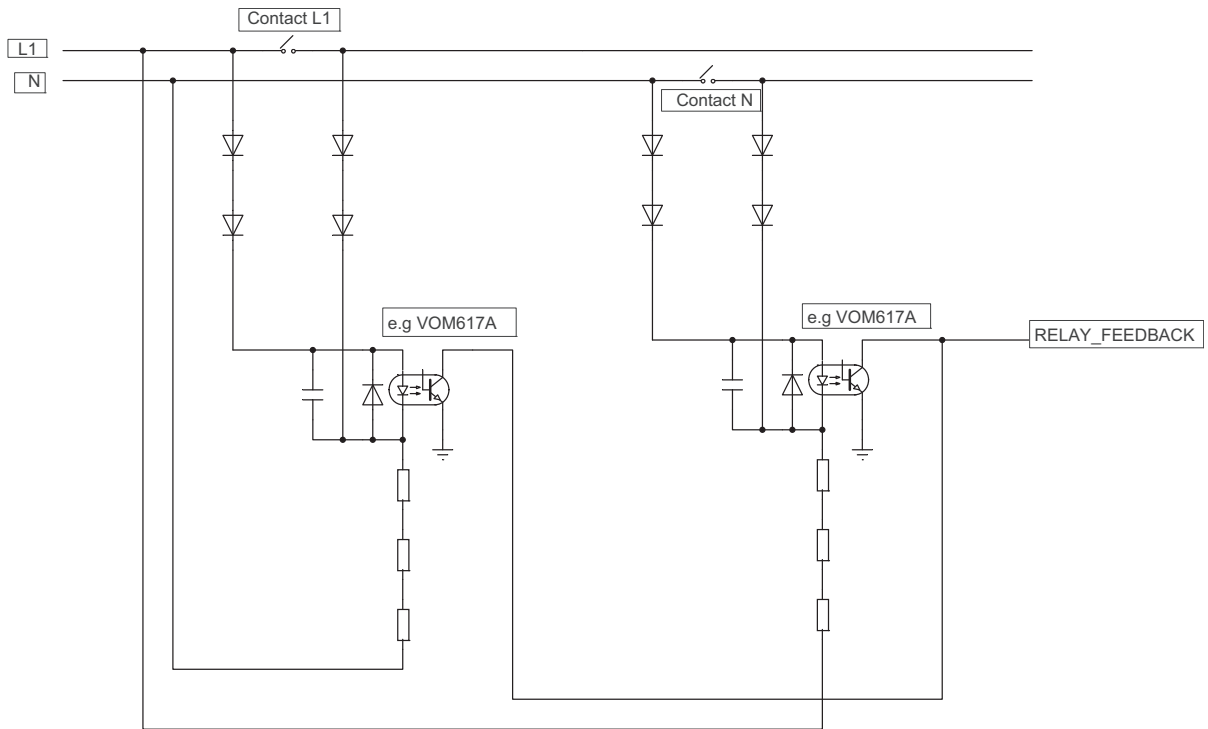 Contact L1
L1
N
Contact N
e.g VOM617A
e.g VOM617A
RELAY_FEEDBACK